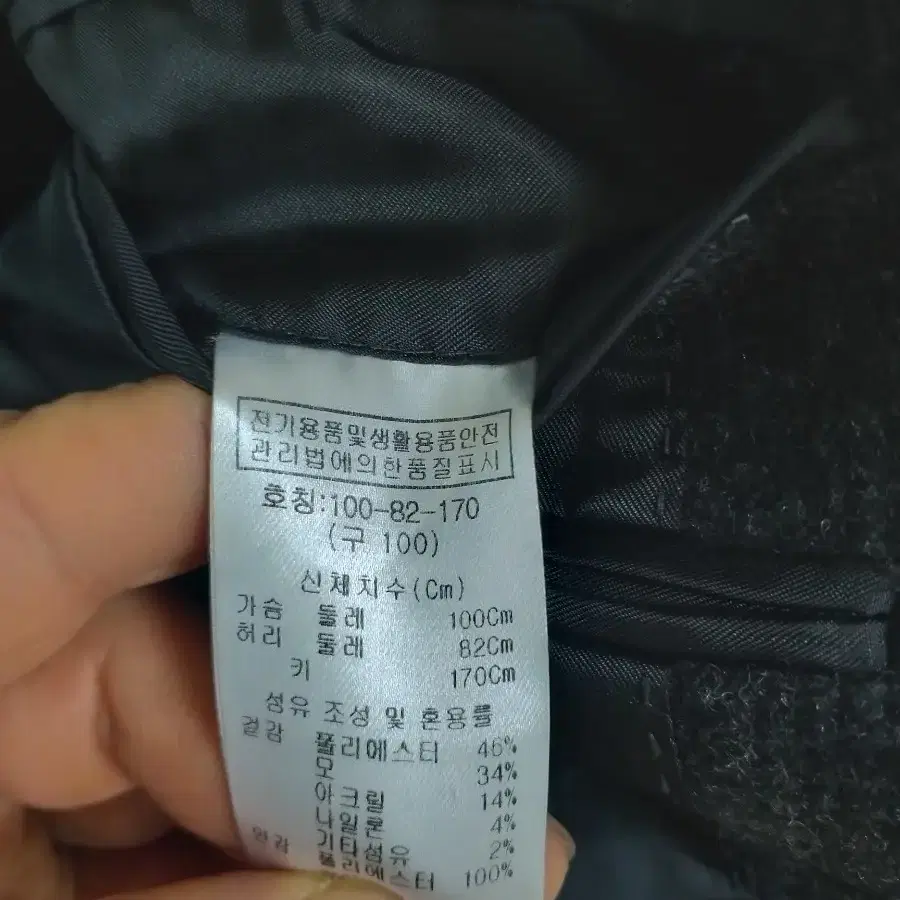 전기용품및생활용품안전
관리법에의한품질표시
호칭:100-82-170
(구 100)
신체치수(Cm)
가슴 둘레 100Cm
허리 둘레 82Cm
키 170Cm
섬유 조성 및 혼용률
겉감 폴리에스터 46%
모 34%
아크릴 14%
나일론 4%
기타섬유 2%
안감 폴리에스터 100%